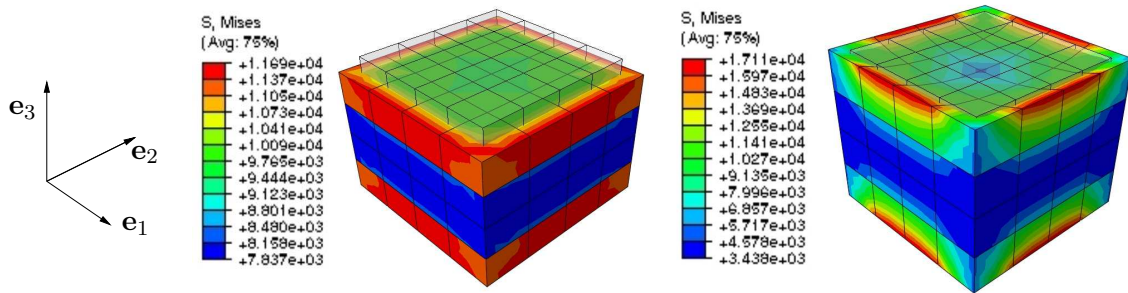 S, Mises
(Avg: 75%)
+1.169e+04
+1.137e+04
+1.105e+04
+1.073e+04
+1.041e+04
+1.009e+04
+9.765e+03
+9.444e+03
+9.123e+03
+8.801e+03
+8.480e+03
+8.158e+03
+7.837e+03
S, Mises
(Avg: 75%)
+1.711e+04
+1.597e+04
+1.483e+04
+1.369e+04
+1.255e+04
+1.141e+04
+1.027e+04
+9.135e+03
+7.996e+03
+6.857e+03
+5.717e+03
+4.578e+03
+3.438e+03
e3
e2
e1